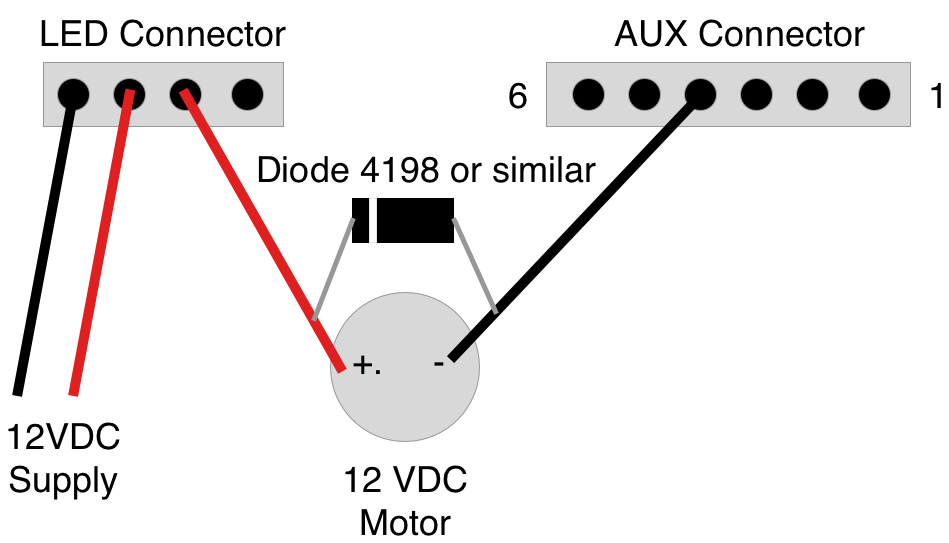 LED Connector
AUX Connector
6
1
Diode 4198 or similar
+.
-
12VDC
Supply
12 VDC
Motor